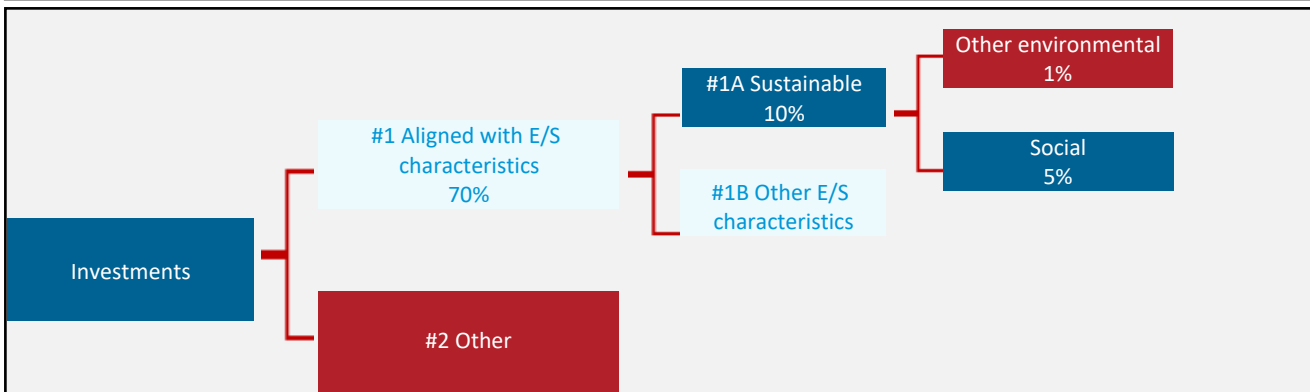 Investments
#1 Aligned with E/S
characteristics
70%
#2 Other
#1A Sustainable
10%
#1B Other E/S
characteristics
Other environmental
1%
Social
5%